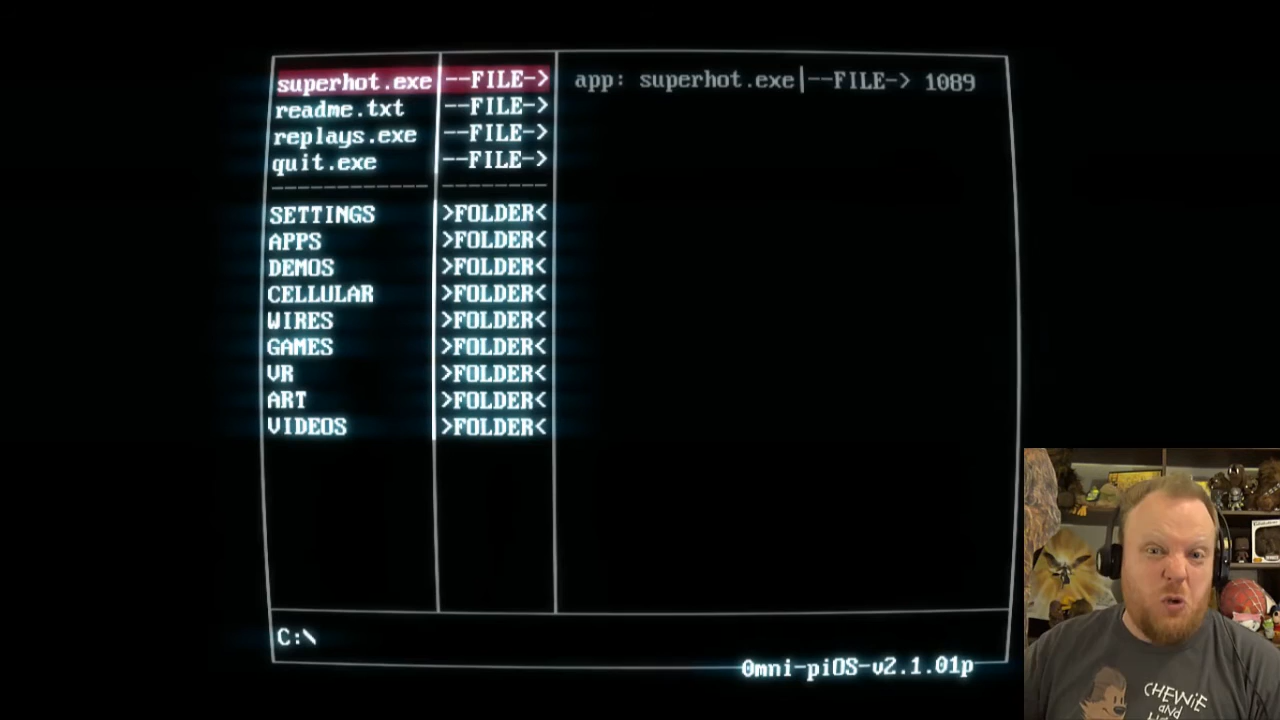 superhot.exe --FILE-> app: superhot.exe|--FILE-> 1089
readme.txt --FILE->
replays.exe --FILE->
quit.exe --FILE->
SETTINGS >FOLDER<
APPS >FOLDER<
DEMOS >FOLDER<
CELLULAR >FOLDER<
WIRES >FOLDER<
GAMES >FOLDER<
VR >FOLDER<
ART >FOLDER<
VIDEOS >FOLDER<
C:\
0mni-piOS-v2.1.01p
CHEWiE
AND